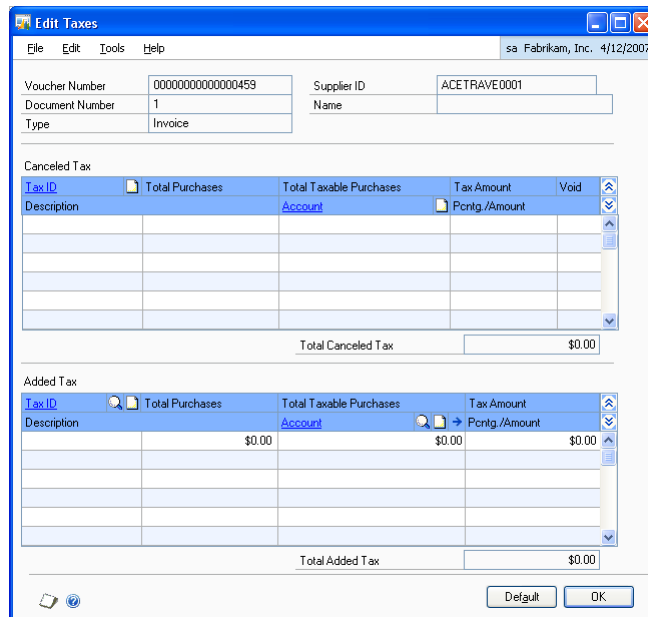 Edit Taxes
File Edit Tools Help sa Fabrikam, Inc. 4/12/2007
Voucher Number 00000000000000459 Supplier ID ACETRAVE0001
Document Number 1 Name
Type Invoice
Canceled Tax
Tax ID Total Purchases Total Taxable Purchases Tax Amount Void
Description Account Pcntg./Amount
Total Canceled Tax $0.00
Added Tax
Tax ID Total Purchases Total Taxable Purchases Tax Amount
Description Account Pcntg./Amount
$0.00 $0.00 $0.00
Total Added Tax $0.00
Default OK